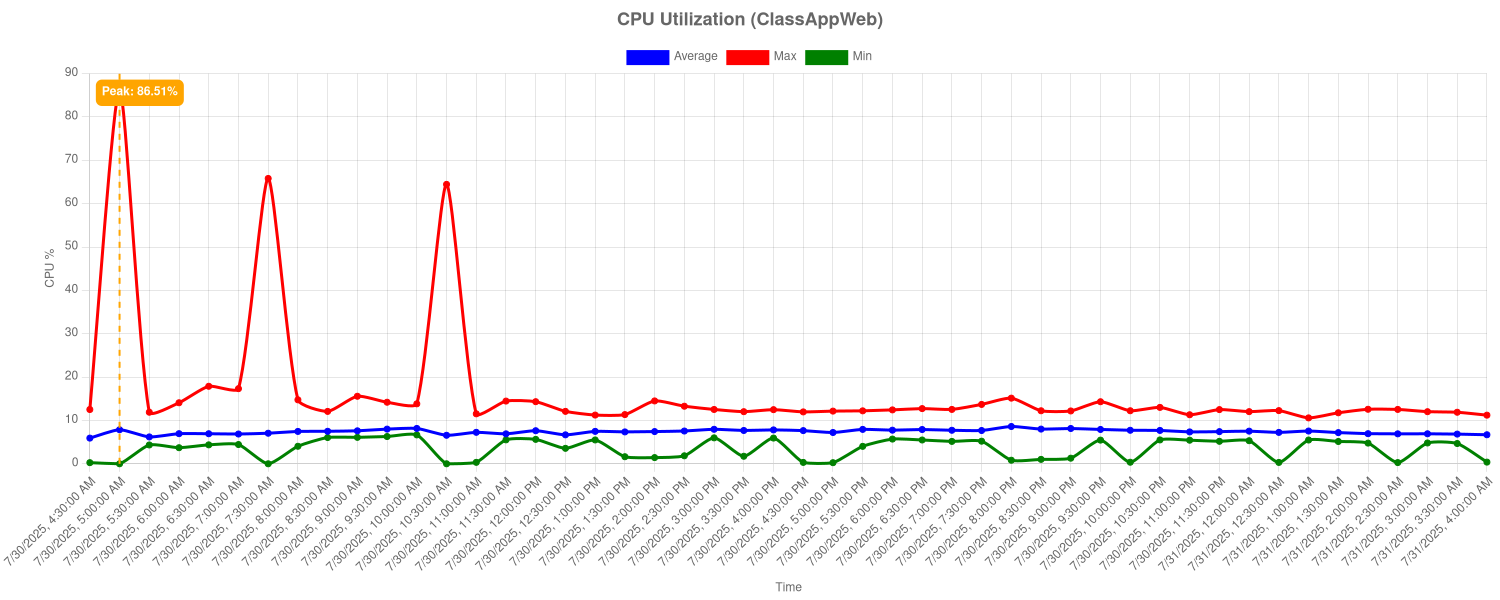 CPU Utilization (ClassAppWeb)
Average
Max
Min
Peak: 86.51%
90
80
70
60
50
40
30
20
10
0
CPU %
7/30/2025, 4:30:00 AM
7/30/2025, 5:00:00 AM
7/30/2025, 5:30:00 AM
7/30/2025, 6:00:00 AM
7/30/2025, 6:30:00 AM
7/30/2025, 7:00:00 AM
7/30/2025, 7:30:00 AM
7/30/2025, 8:00:00 AM
7/30/2025, 8:30:00 AM
7/30/2025, 9:00:00 AM
7/30/2025, 9:30:00 AM
7/30/2025, 10:00:00 AM
7/30/2025, 10:30:00 AM
7/30/2025, 11:00:00 AM
7/30/2025, 11:30:00 AM
7/30/2025, 12:00:00 PM
7/30/2025, 12:30:00 PM
7/30/2025, 1:00:00 PM
7/30/2025, 1:30:00 PM
7/30/2025, 2:00:00 PM
7/30/2025, 2:30:00 PM
7/30/2025, 3:00:00 PM
7/30/2025, 3:30:00 PM
7/30/2025, 4:00:00 PM
7/30/2025, 4:30:00 PM
7/30/2025, 5:00:00 PM
7/30/2025, 5:30:00 PM
7/30/2025, 6:00:00 PM
7/30/2025, 6:30:00 PM
7/30/2025, 7:00:00 PM
7/30/2025, 7:30:00 PM
7/30/2025, 8:00:00 PM
7/30/2025, 8:30:00 PM
7/30/2025, 9:00:00 PM
7/30/2025, 9:30:00 PM
7/30/2025, 10:00:00 PM
7/30/2025, 10:30:00 PM
7/30/2025, 11:00:00 PM
7/30/2025, 11:30:00 PM
7/31/2025, 12:00:00 AM
7/31/2025, 12:30:00 AM
7/31/2025, 1:00:00 AM
7/31/2025, 1:30:00 AM
7/31/2025, 2:00:00 AM
7/31/2025, 2:30:00 AM
7/31/2025, 3:00:00 AM
7/31/2025, 3:30:00 AM
7/31/2025, 4:00:00 AM
Time